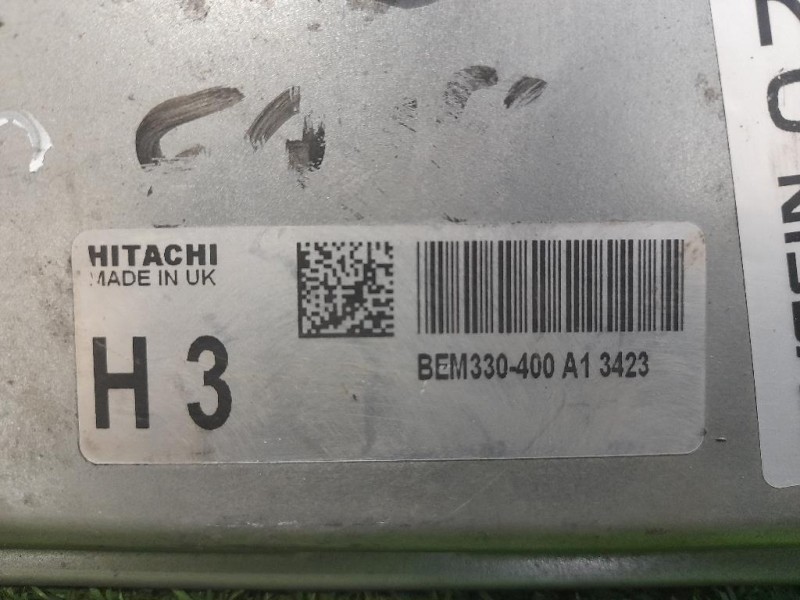 HITACHI
MADE IN UK
H 3
BEM330-400 A1 3423